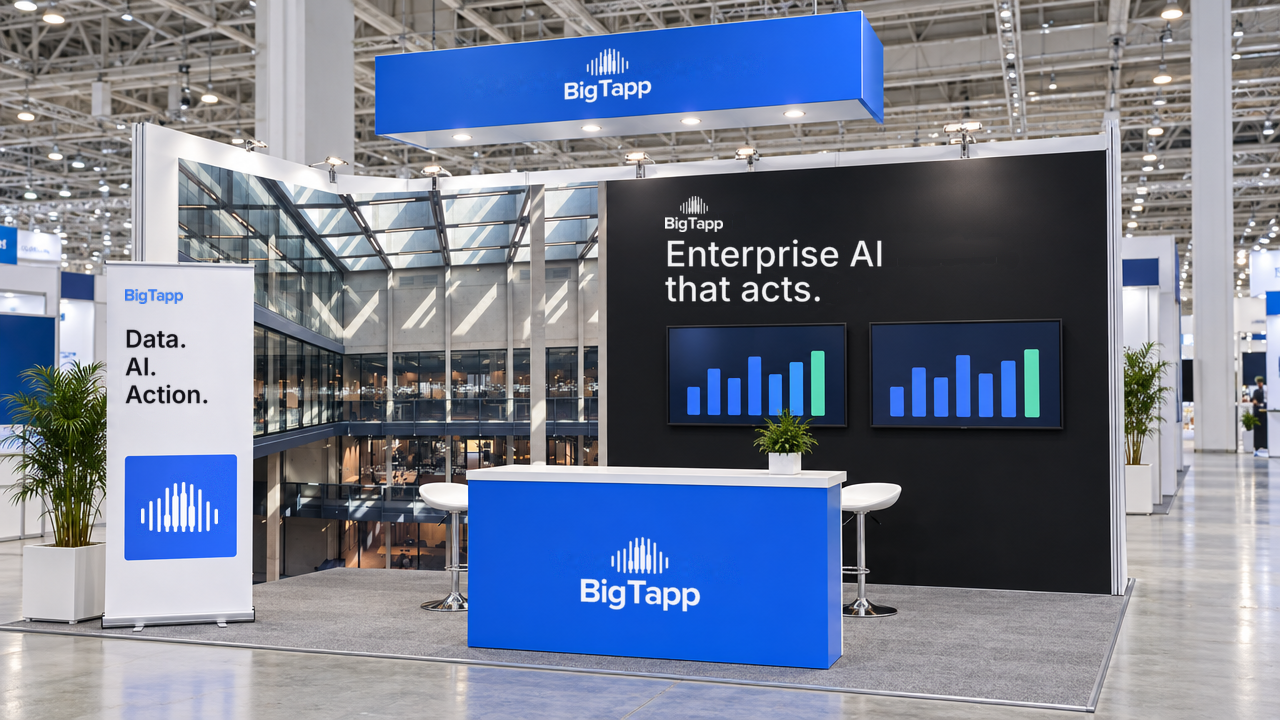 BigTapp
BigTapp
Enterprise AI
that acts.
BigTapp
Data.
AI.
Action.
BigTapp